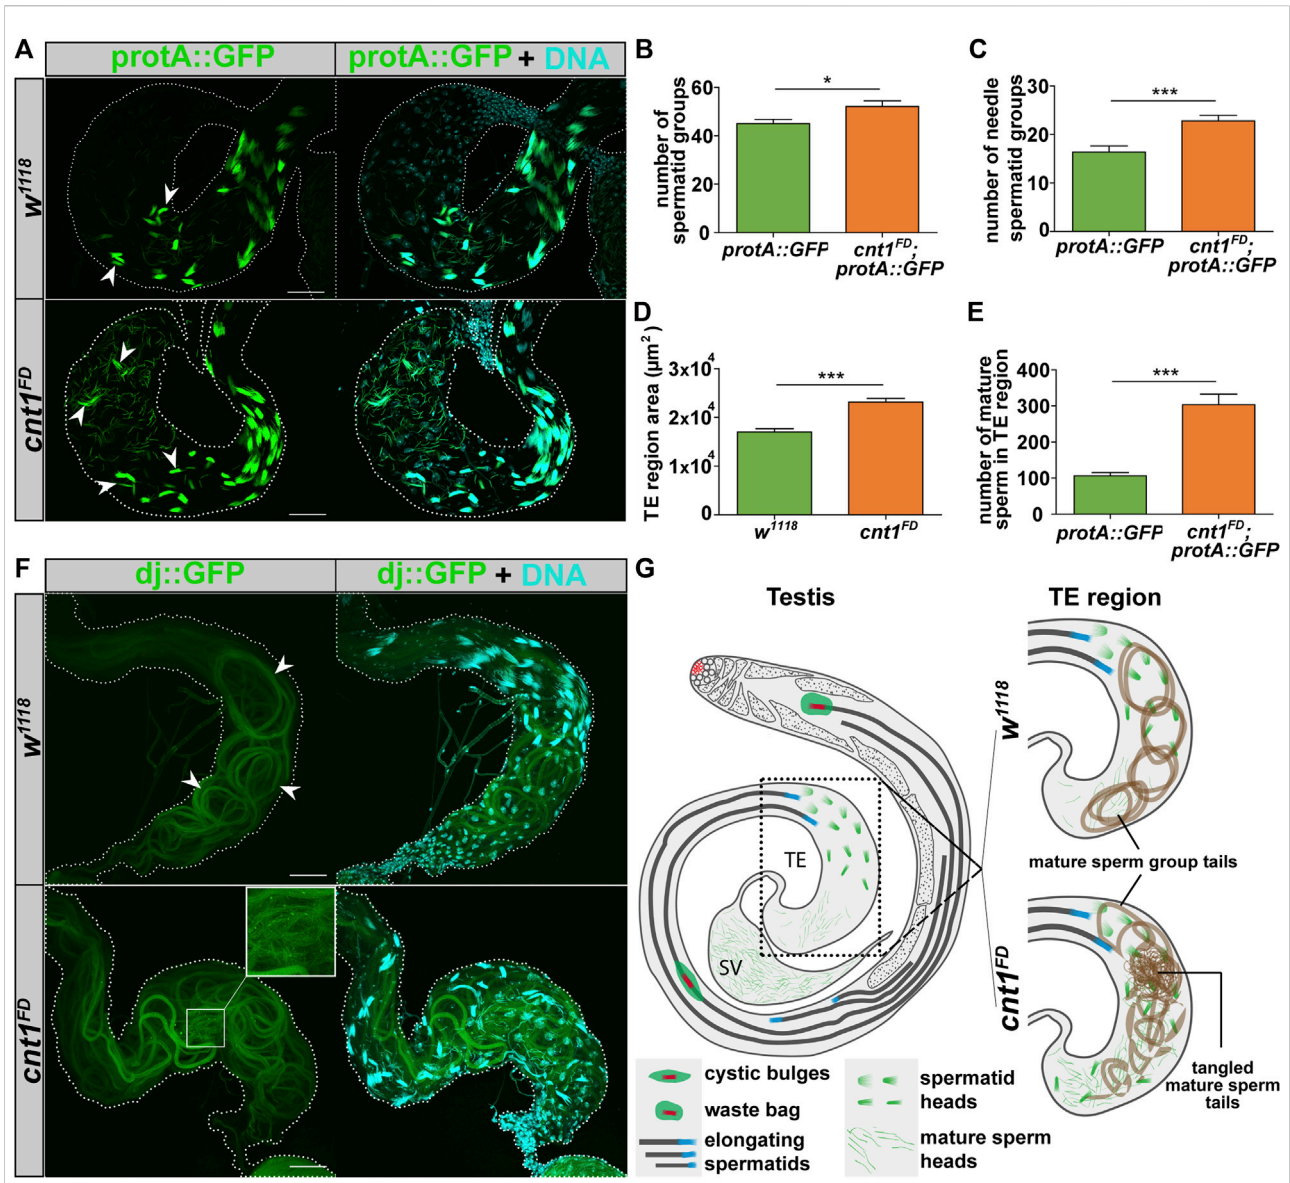 A
protA::GFP
protA::GFP + DNA
w1118
cnt1FD
B
number of
spermatid groups
60
40
20
0
*
protA::GFP
cnt1FD;
protA::GFP
C
number of needle
spermatid groups
30
20
10
0
***
protA::GFP
cnt1FD;
protA::GFP
D
TE region area (µm2)
3x104
2x104
1x104
0
***
w1118
cnt1FD
E
number of mature
sperm in TE region
400
300
200
100
0
***
protA::GFP
cnt1FD;
protA::GFP
F
dj::GFP
dj::GFP + DNA
w1118
cnt1FD
G
Testis
TE region
TE
SV
w1118
mature sperm group tails
cnt1FD
tangled
mature sperm
tails
cystic bulges
waste bag
elongating
spermatids
spermatid
heads
mature sperm
heads